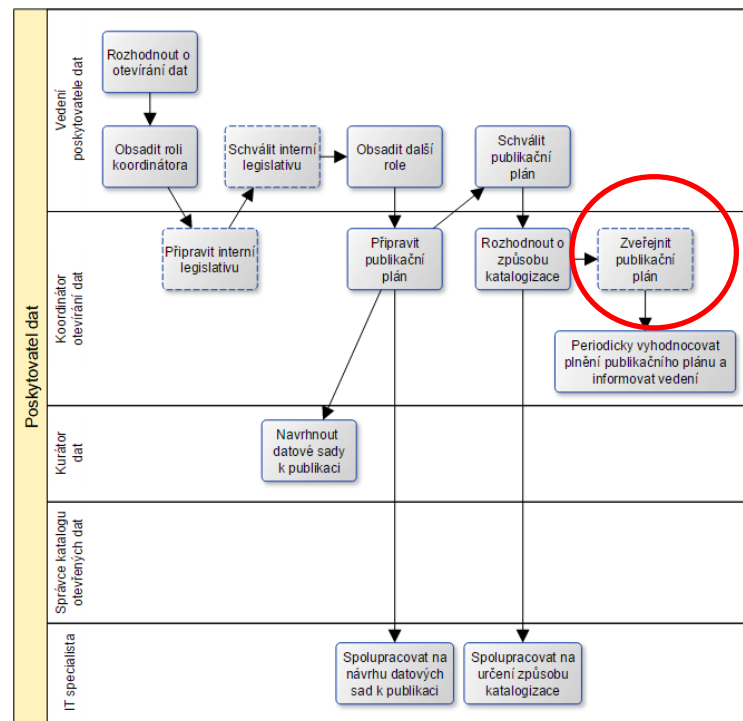 Poskytovatel dat
Vedení
poskytovatele dat
Rozhodnout o
otevírání dat
Obsadit roli
koordinátora
Schválit interní
legislativu
Obsadit další
role
Schválit
publikační
plán
Koordinátor
otevírání dat
Připravit interní
legislativu
Připravit
publikační
plán
Rozhodnout o
způsobu
katalogizace
Zveřejnit
publikační
plán
Periodicky vyhodnocovat
plnění publikačního plánu a
informovat vedení
Kurátor
dat
Navrhnout
datové sady
k publikaci
Správce katalogu
otevřených dat
IT specialista
Spolupracovat na
návrhu datových
sad k publikaci
Spolupracovat na
určení způsobu
katalogizace